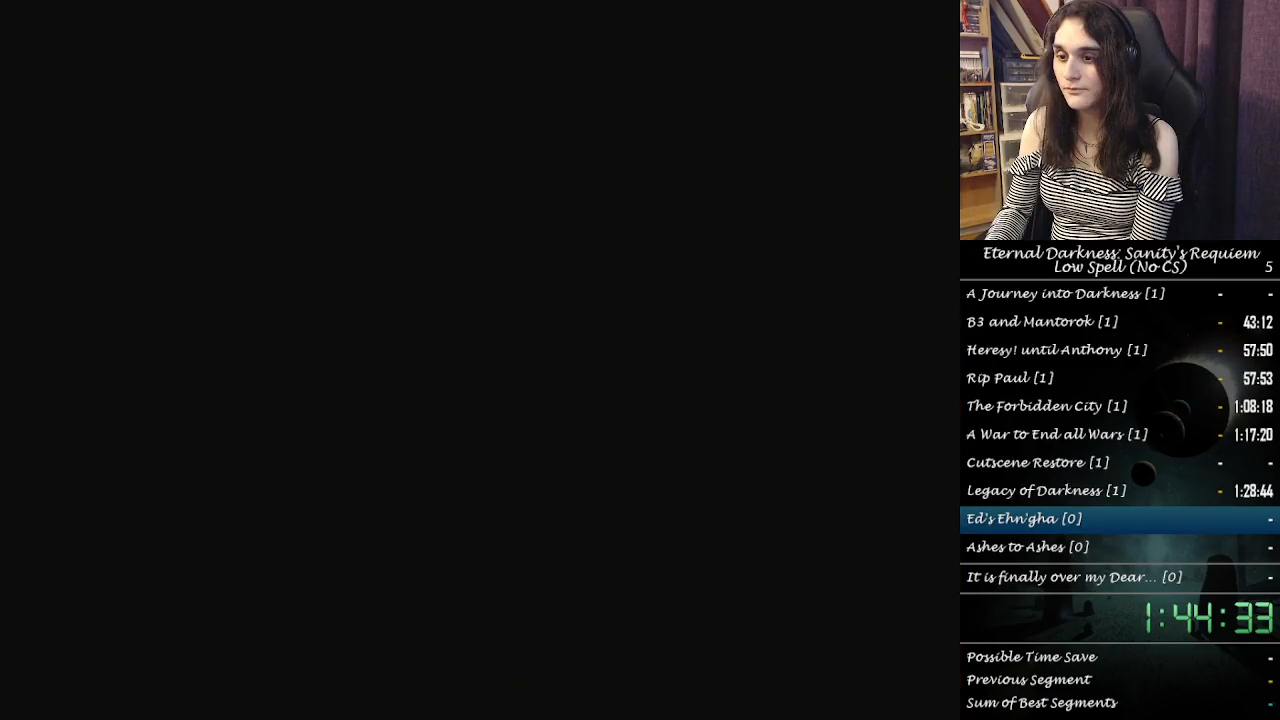 Eternal Darkness: Sanity's Requiem
Low Spell (No CS) 5
A Journey into Darkness [1] - -
B3 and Mantorok [1] - 43:12
Heresy! until Anthony [1] - 57:50
Rip Paul [1] - 57:53
The Forbidden City [1] - 1:08:18
A War to End all Wars [1] - 1:17:20
Cutscene Restore [1] - -
Legacy of Darkness [1] - 1:28:44
Ed's Ehn'gha [0] -
Ashes to Ashes [0] -
It is finally over my Dear... [0] -
1:44:33
Possible Time Save -
Previous Segment -
Sum of Best Segments -